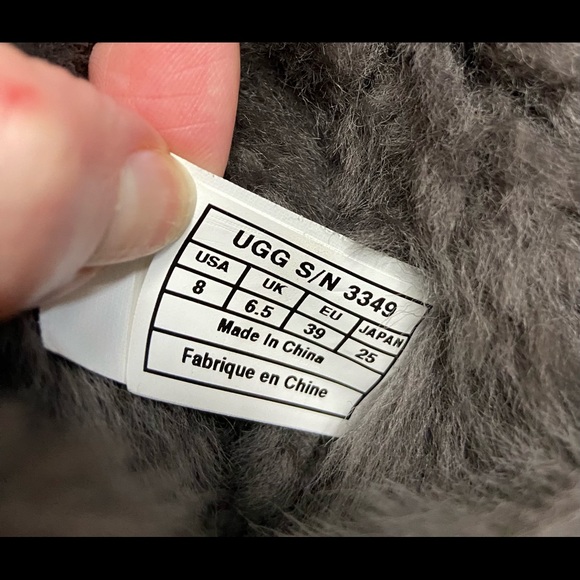 UGG S/N 3349
USA UK EU JAPAN
8 6.5 39 25
Made In China
Fabrique en Chine